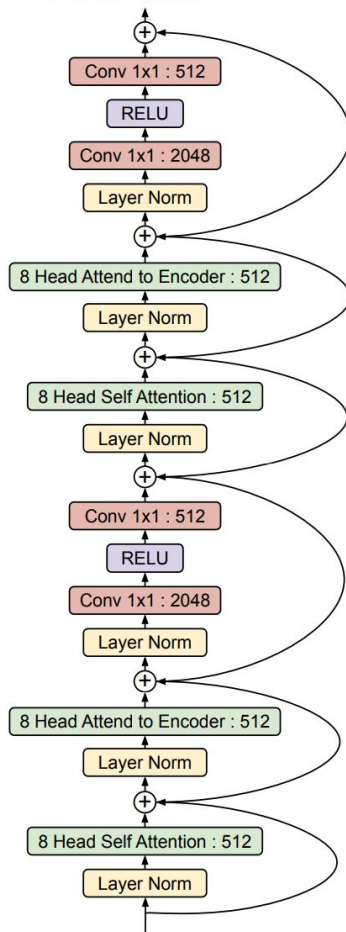 +
Conv 1x1 : 512
RELU
Conv 1x1 : 2048
Layer Norm
+
8 Head Attend to Encoder : 512
Layer Norm
+
8 Head Self Attention : 512
Layer Norm
+
Conv 1x1 : 512
RELU
Conv 1x1 : 2048
Layer Norm
+
8 Head Attend to Encoder : 512
Layer Norm
+
8 Head Self Attention : 512
Layer Norm